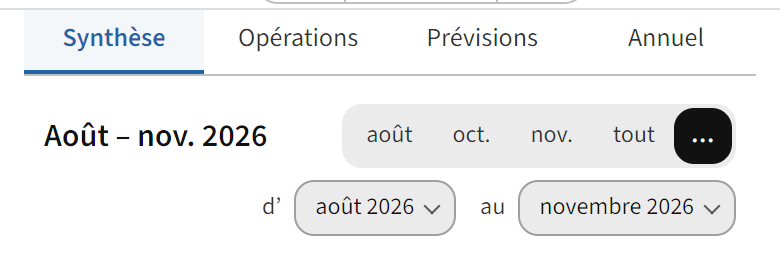 Synthèse Opérations Prévisions Annuel
Août – nov. 2026 août oct. nov. tout ...
d’ août 2026 au novembre 2026